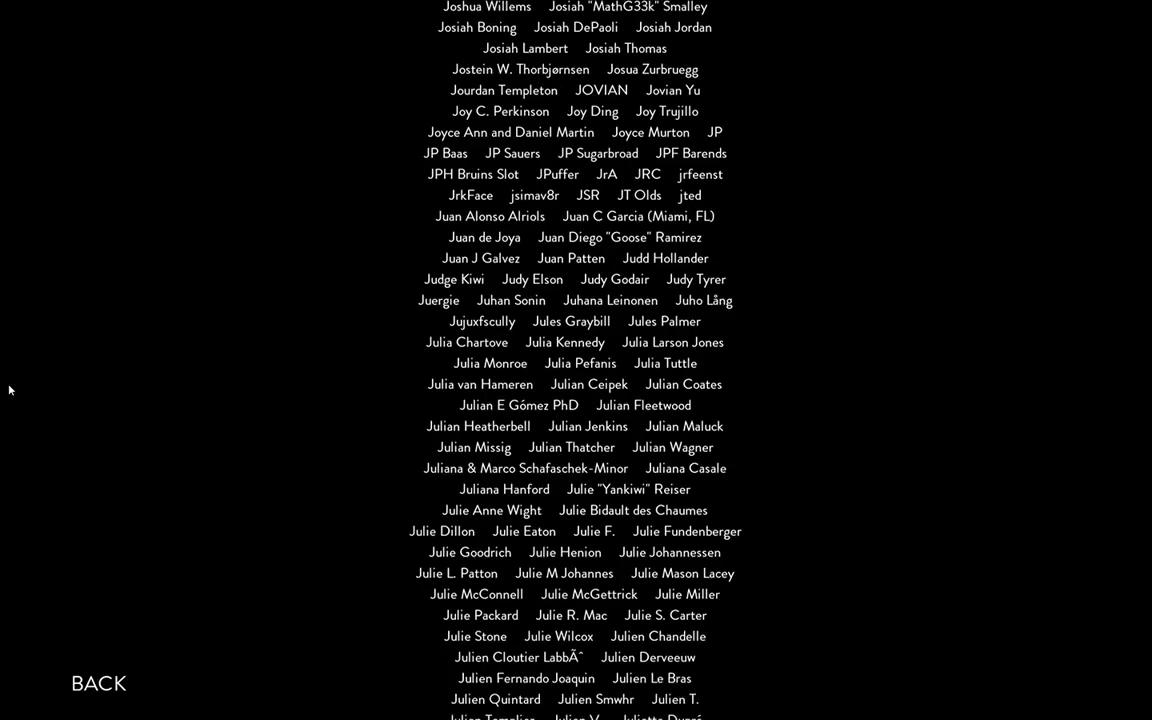 Joshua Willems Josiah "MathG33k" Smalley
Josiah Boning Josiah DePaoli Josiah Jordan
Josiah Lambert Josiah Thomas
Jostein W. Thorbjørnsen Josua Zurbruegg
Jourdan Templeton JOVIAN Jovian Yu
Joy C. Perkinson Joy Ding Joy Trujillo
Joyce Ann and Daniel Martin Joyce Murton JP
JP Baas JP Sauers JP Sugarbroad JPF Barends
JPH Bruins Slot JPuffer JrA JRC jrfeenst
JrkFace jsimav8r JSR JT Olds jted
Juan Alonso Alriols Juan C Garcia (Miami, FL)
Juan de Joya Juan Diego "Goose" Ramirez
Juan J Galvez Juan Patten Judd Hollander
Judge Kiwi Judy Elson Judy Godair Judy Tyrer
Juergie Juhan Sonin Juhana Leinonen Juho Lång
Jujuxfscully Jules Graybill Jules Palmer
Julia Chartove Julia Kennedy Julia Larson Jones
Julia Monroe Julia Pefanis Julia Tuttle
Julia van Hameren Julian Ceipek Julian Coates
Julian E Gómez PhD Julian Fleetwood
Julian Heatherbell Julian Jenkins Julian Maluck
Julian Missig Julian Thatcher Julian Wagner
Juliana & Marco Schafaschek-Minor Juliana Casale
Juliana Hanford Julie "Yankiwi" Reiser
Julie Anne Wight Julie Bidault des Chaumes
Julie Dillon Julie Eaton Julie F. Julie Fundenberger
Julie Goodrich Julie Henion Julie Johannessen
Julie L. Patton Julie M Johannes Julie Mason Lacey
Julie McConnell Julie McGettrick Julie Miller
Julie Packard Julie R. Mac Julie S. Carter
Julie Stone Julie Wilcox Julien Chandelle
Julien Cloutier LabbÃˆ Julien Derveeuw
Julien Fernando Joaquin Julien Le Bras
BACK
Julien Quintard Julien Smwhr Julien T.